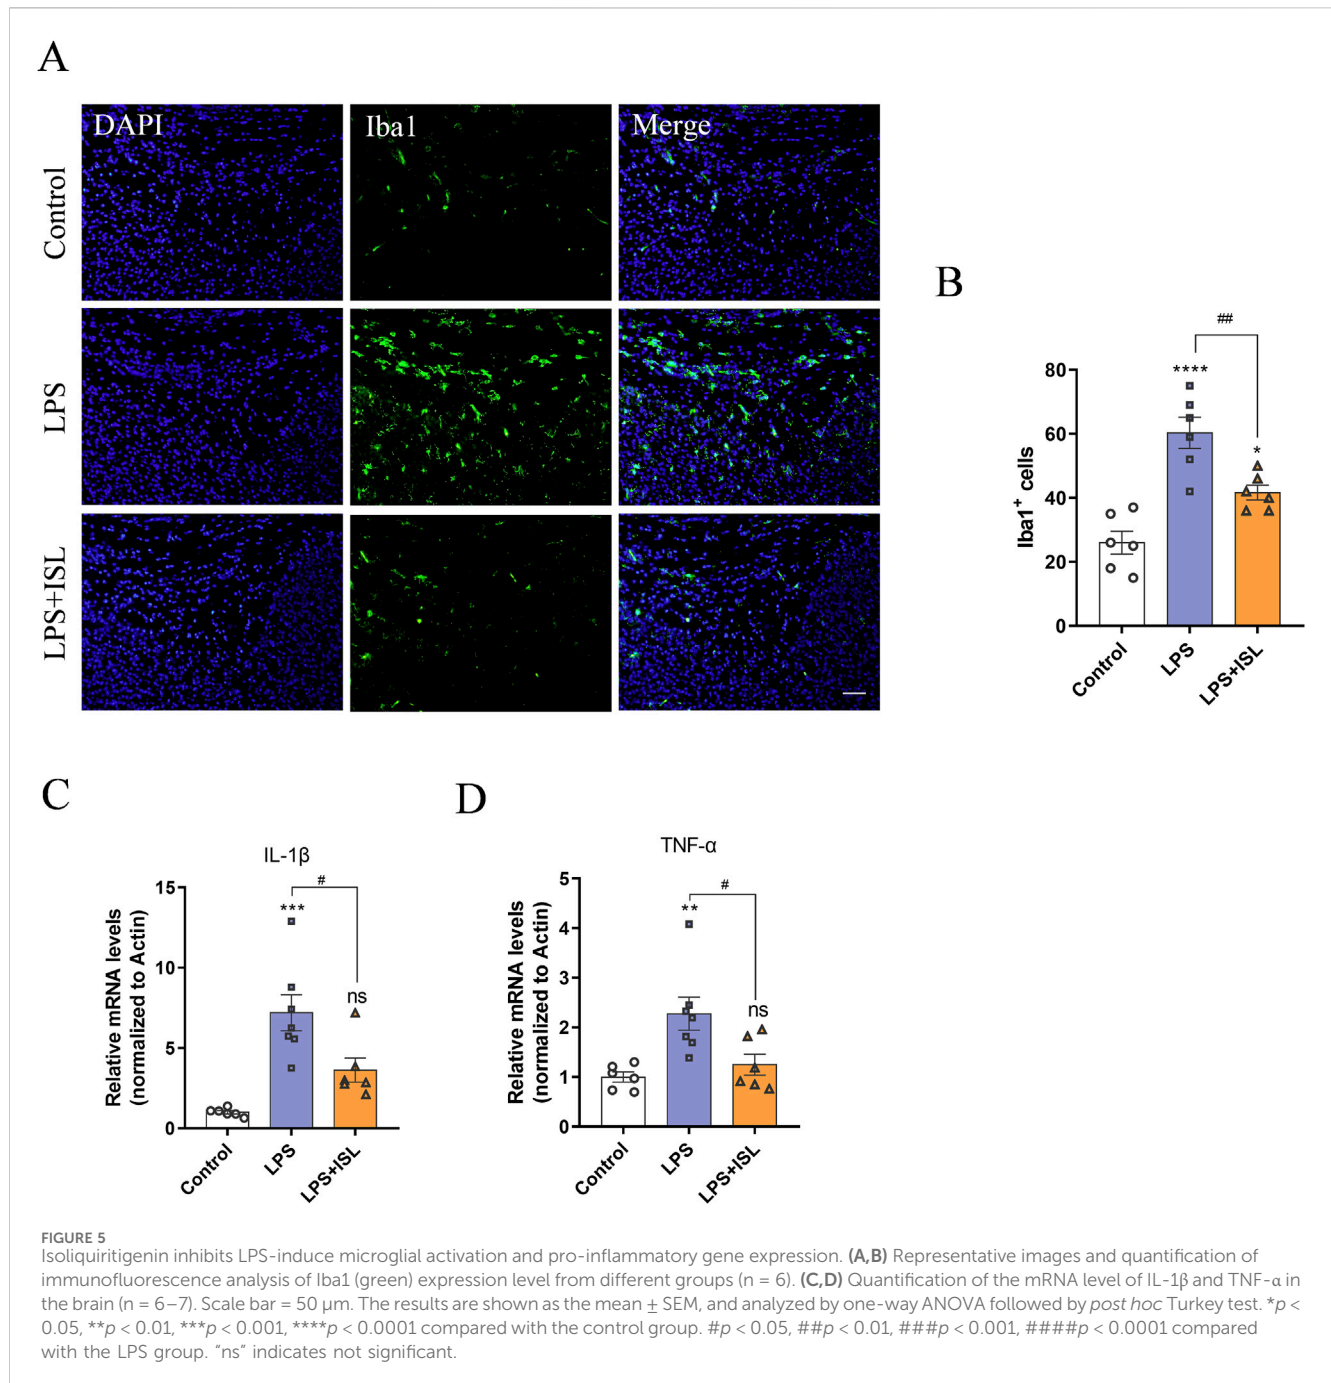 A
DAPI
Iba1
Merge
Control
LPS
LPS+ISL
B
##
****
*
80
60
40
20
0
Iba1⁺ cells
Control
LPS
LPS+ISL
C
IL-1β
#
***
ns
15
10
5
0
Relative mRNA levels
(normalized to Actin)
Control
LPS
LPS+ISL
D
TNF-α
#
**
ns
5
4
3
2
1
0
Relative mRNA levels
(normalized to Actin)
Control
LPS
LPS+ISL
FIGURE 5
Isoliquiritigenin inhibits LPS-induce microglial activation and pro-inflammatory gene expression. (A,B) Representative images and quantification of
immunofluorescence analysis of Iba1 (green) expression level from different groups (n = 6). (C,D) Quantification of the mRNA level of IL-1β and TNF-α in
the brain (n = 6–7). Scale bar = 50 μm. The results are shown as the mean ± SEM, and analyzed by one-way ANOVA followed by post hoc Turkey test. *p <
0.05, **p < 0.01, ***p < 0.001, ****p < 0.0001 compared with the control group. #p < 0.05, ##p < 0.01, ###p < 0.001, ####p < 0.0001 compared
with the LPS group. “ns” indicates not significant.